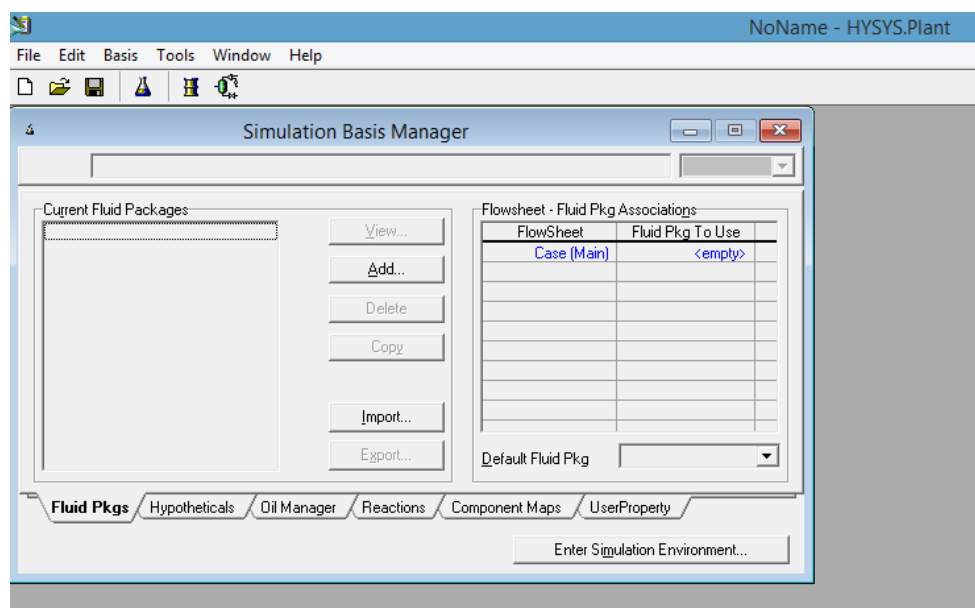 NoName - HYSYS.Plant
File Edit Basis Tools Window Help
Simulation Basis Manager
Current Fluid Packages
View...
Add...
Delete
Copy
Import...
Export...
Flowsheet - Fluid Pkg Associations
FlowSheet Fluid Pkg To Use
Case (Main) <empty>
Default Fluid Pkg
Fluid Pkgs Hypotheticals Oil Manager Reactions Component Maps UserProperty
Enter Simulation Environment...